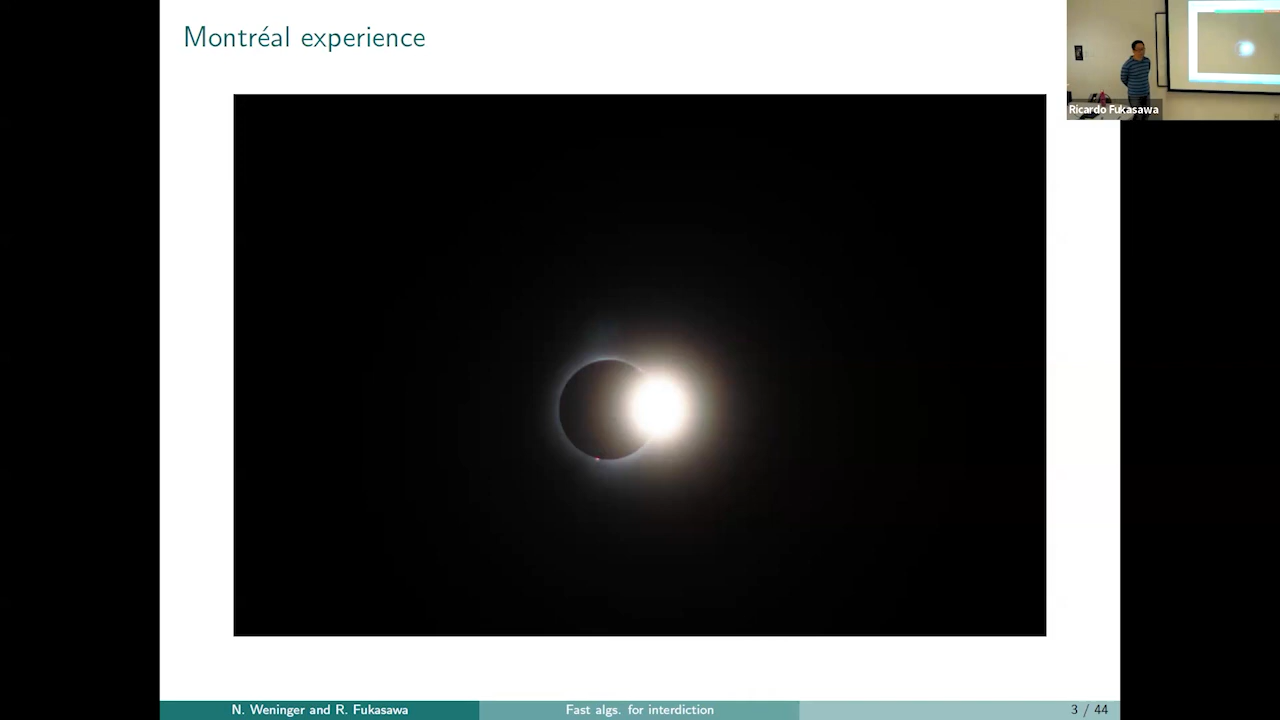 Montréal experience
Ricardo Fukasawa
N. Weninger and R. Fukasawa
Fast algs. for interdiction
3 / 44